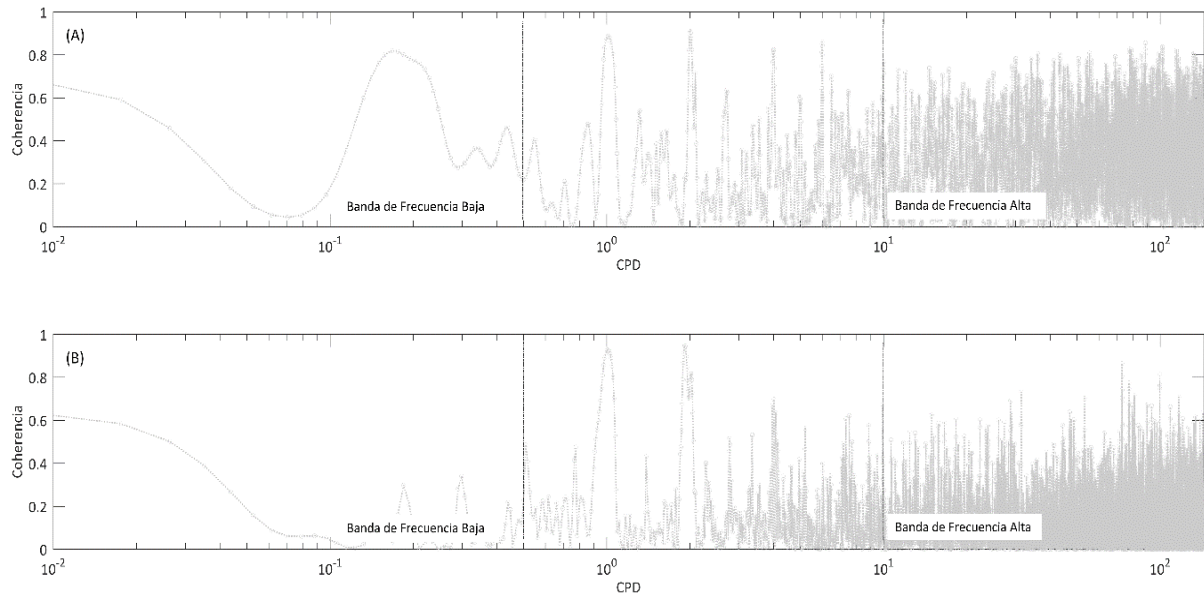 (A)
Coherencia
1
0.8
0.6
0.4
0.2
0
Banda de Frecuencia Baja
Banda de Frecuencia Alta
10^-2
10^-1
10^0
10^1
10^2
CPD
(B)
Coherencia
1
0.8
0.6
0.4
0.2
0
Banda de Frecuencia Baja
Banda de Frecuencia Alta
10^-2
10^-1
10^0
10^1
10^2
CPD